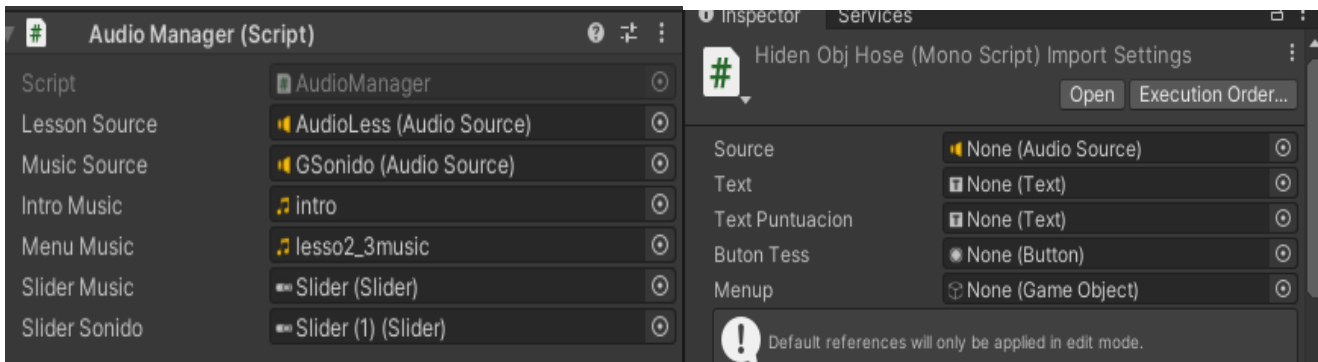 Audio Manager (Script)
Script
AudioManager
Lesson Source
AudioLess (Audio Source)
Music Source
GSonido (Audio Source)
Intro Music
intro
Menu Music
lesso2_3music
Slider Music
Slider (Slider)
Slider Sonido
Slider (1) (Slider)
Inspector
Services
Hiden Obj Hose (Mono Script) Import Settings
Open
Execution Order...
Source
None (Audio Source)
Text
None (Text)
Text Puntuacion
None (Text)
Buton Tess
None (Button)
Menup
None (Game Object)
Default references will only be applied in edit mode.